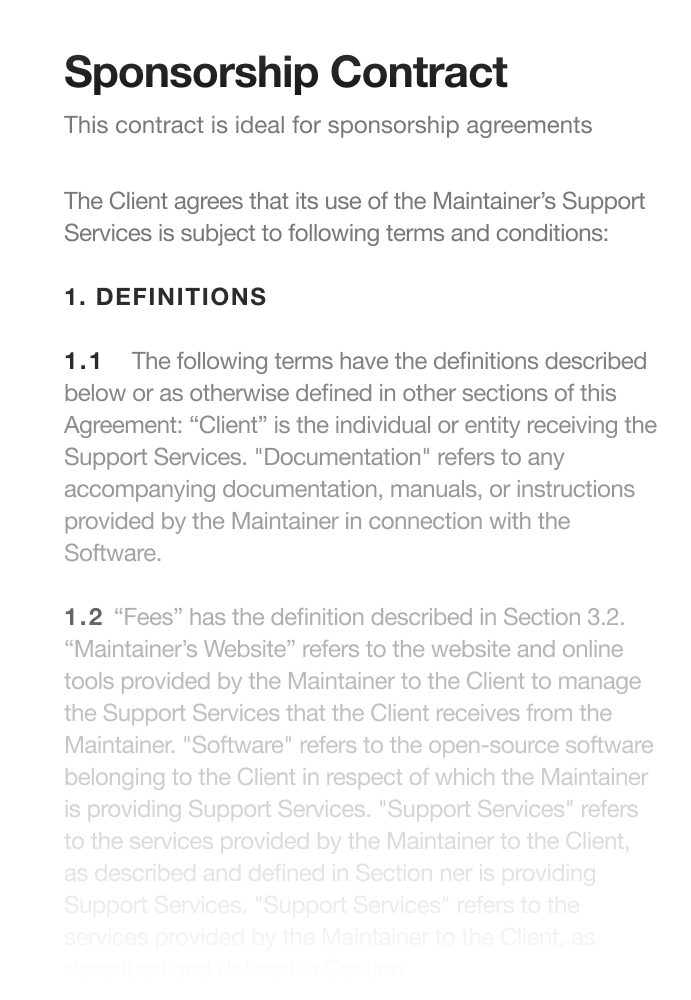 Sponsorship Contract
This contract is ideal for sponsorship agreements
The Client agrees that its use of the Maintainer’s Support
Services is subject to following terms and conditions:
1. DEFINITIONS
1.1 The following terms have the definitions described
below or as otherwise defined in other sections of this
Agreement: “Client” is the individual or entity receiving the
Support Services. "Documentation" refers to any
accompanying documentation, manuals, or instructions
provided by the Maintainer in connection with the
Software.
1.2 “Fees” has the definition described in Section 3.2.
“Maintainer’s Website” refers to the website and online
tools provided by the Maintainer to the Client to manage
the Support Services that the Client receives from the
Maintainer. "Software" refers to the open-source software
belonging to the Client in respect of which the Maintainer
is providing Support Services. "Support Services" refers
to the services provided by the Maintainer to the Client,
as described and defined in Section ner is providing
Support Services. "Support Services" refers to the
services provided by the Maintainer to the Client, as
described and defined in Section